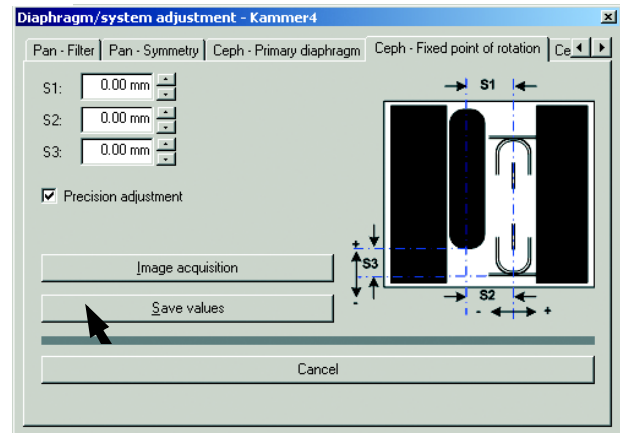 Diaphragm/system adjustment - Kammer4
Pan - Filter Pan - Symmetry Ceph - Primary diaphragm Ceph - Fixed point of rotation Ce
S1: 0.00 mm
S2: 0.00 mm
S3: 0.00 mm
Precision adjustment
Image acquisition
Save values
Cancel
S1
+
S3
-
S2
- +